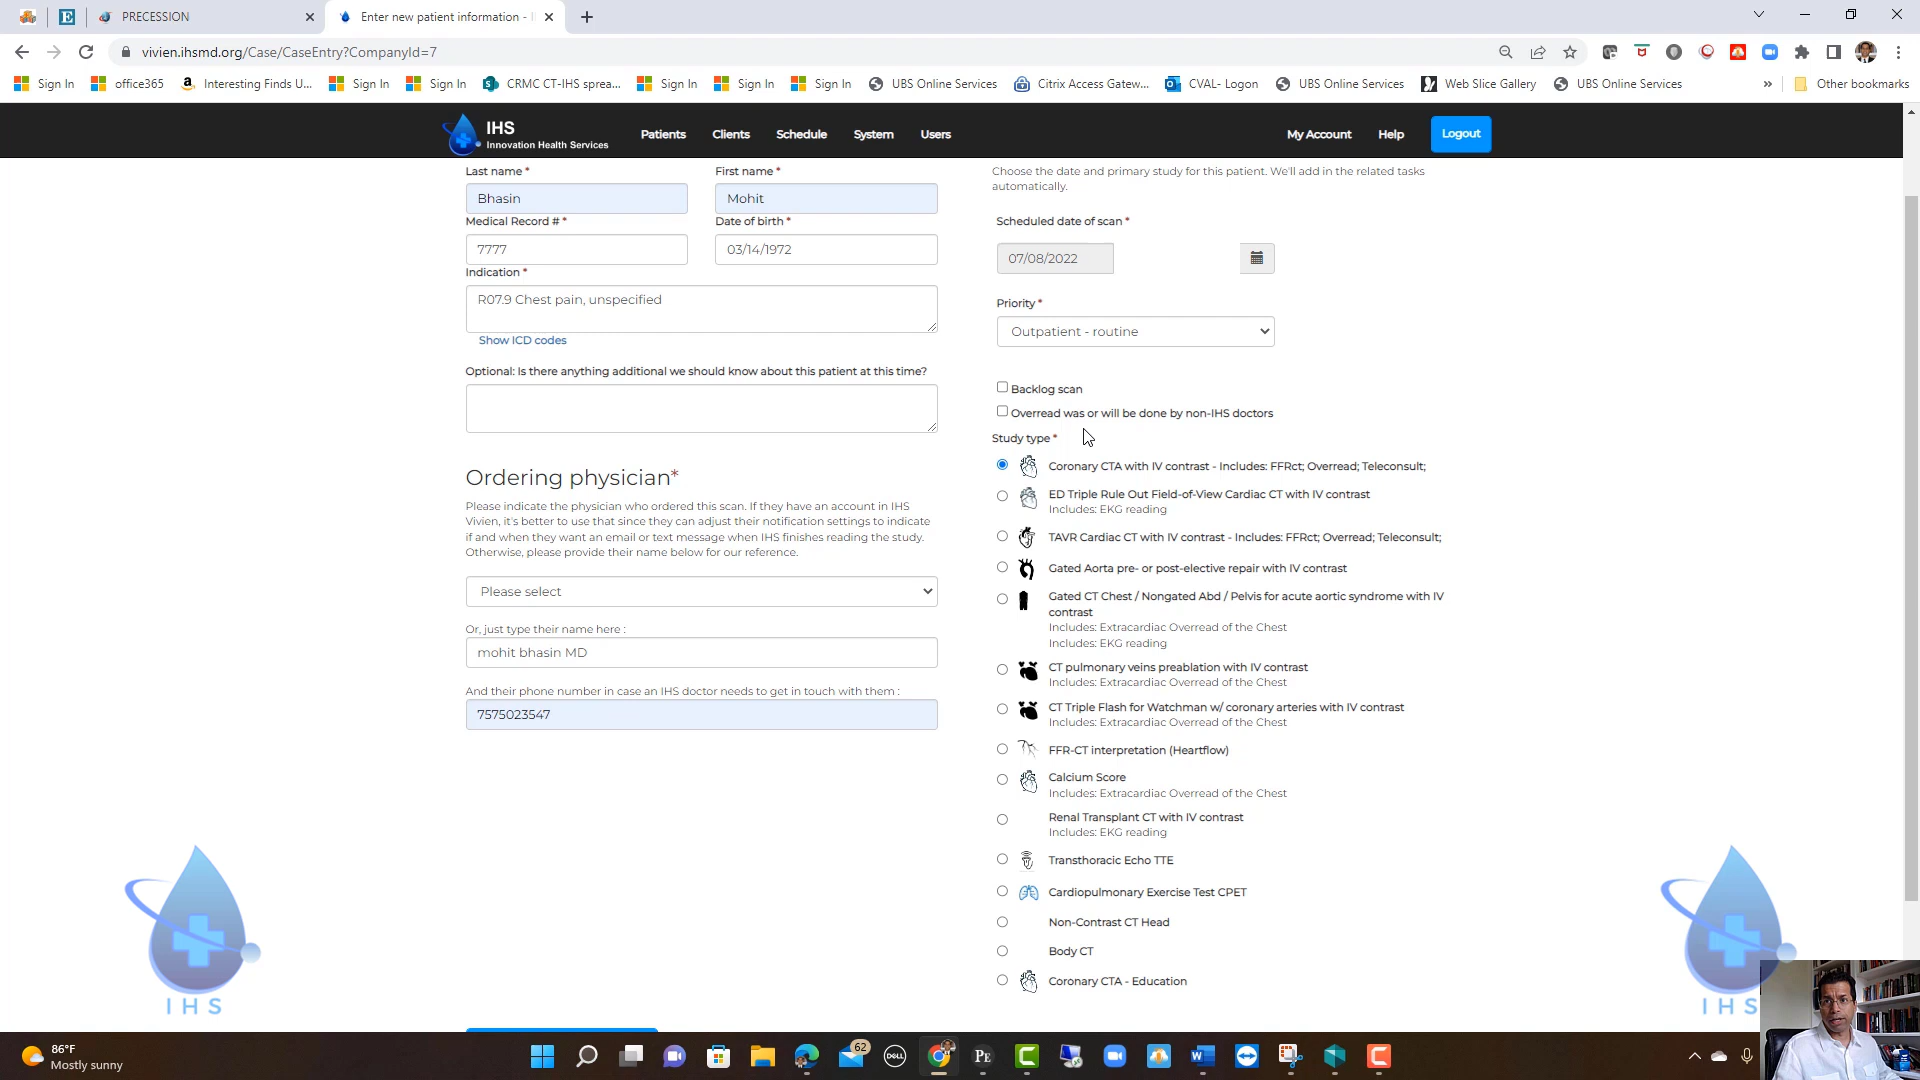 PRECESSION
Enter new patient information -
vivien.ihsmd.org/Case/CaseEntry?CompanyId=7
Sign In
office365
Interesting Finds U...
Sign In
Sign In
CRMC CT-IHS sprea...
Sign In
Sign In
Sign In
UBS Online Services
Citrix Access Gatew...
CVAL- Logon
UBS Online Services
Web Slice Gallery
UBS Online Services
»
Other bookmarks
IHS
Innovation Health Services
Patients
Clients
Schedule
System
Users
My Account
Help
Logout
Last name *
First name *
Bhasin
Mohit
Medical Record # *
Date of birth *
7777
03/14/1972
Indication *
R07.9 Chest pain, unspecified
Show ICD codes
Optional: Is there anything additional we should know about this patient at this time?
Ordering physician*
Please indicate the physician who ordered this scan. If they have an account in IHS
Vivien, it's better to use that since they can adjust their notification settings to indicate
if and when they want an email or text message when IHS finishes reading the study.
Otherwise, please provide their name below for our reference.
Please select
Or, just type their name here :
mohit bhasin MD
And their phone number in case an IHS doctor needs to get in touch with them :
7575023547
Choose the date and primary study for this patient. We'll add in the related tasks
automatically.
Scheduled date of scan *
07/08/2022
Priority *
Outpatient - routine
Backlog scan
Overread was or will be done by non-IHS doctors
Study type *
Coronary CTA with IV contrast - Includes: FFRct; Overread; Teleconsult;
ED Triple Rule Out Field-of-View Cardiac CT with IV contrast
Includes: EKG reading
TAVR Cardiac CT with IV contrast - Includes: FFRct; Overread; Teleconsult;
Gated Aorta pre- or post-elective repair with IV contrast
Gated CT Chest / Nongated Abd / Pelvis for acute aortic syndrome with IV
contrast
Includes: Extracardiac Overread of the Chest
Includes: EKG reading
CT pulmonary veins preablation with IV contrast
Includes: Extracardiac Overread of the Chest
CT Triple Flash for Watchman w/ coronary arteries with IV contrast
Includes: Extracardiac Overread of the Chest
FFR-CT interpretation (Heartflow)
Calcium Score
Includes: Extracardiac Overread of the Chest
Renal Transplant CT with IV contrast
Includes: EKG reading
Transthoracic Echo TTE
Cardiopulmonary Exercise Test CPET
Non-Contrast CT Head
Body CT
Coronary CTA - Education
IHS
IHS
86°F
Mostly sunny
62
DELL
PE